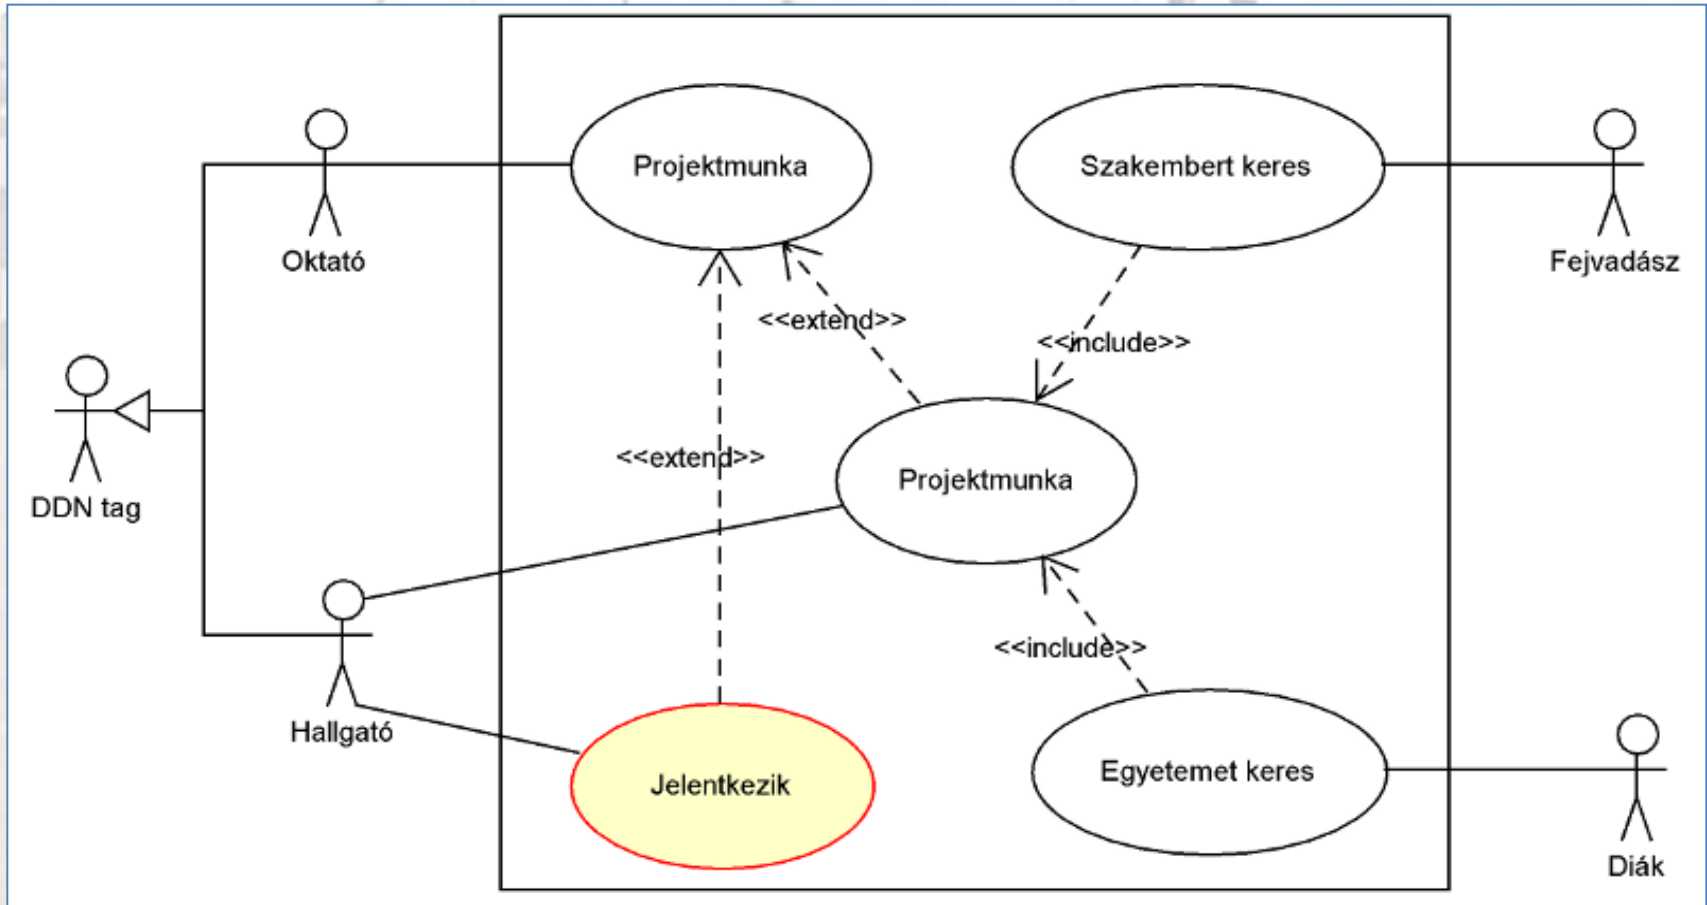 Projektmunka
Szakembert keres
Oktató
Fejvadász
<<extend>>
<<include>>
<<extend>>
Projektmunka
DDN tag
<<include>>
Hallgató
Jelentkezik
Egyetemet keres
Diák